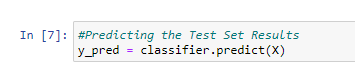 In [7]: #Predicting the Test Set Results
y_pred = classifier.predict(X)